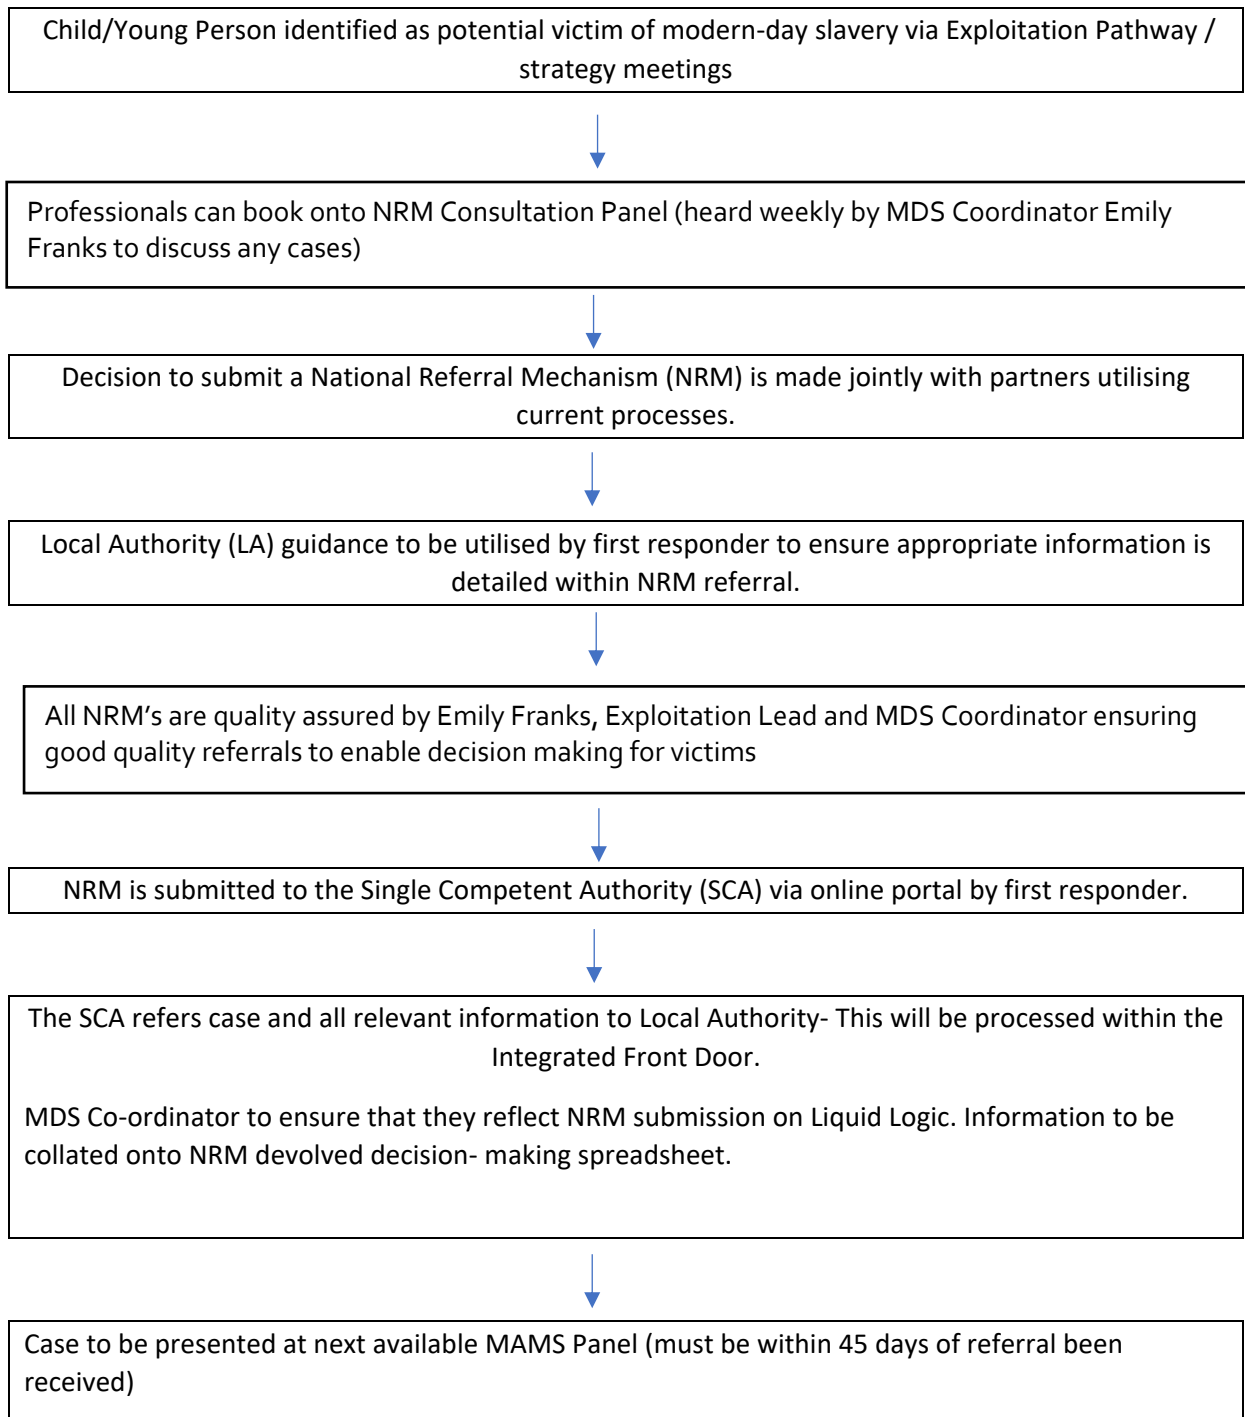 Child/Young Person identified as potential victim of modern-day slavery via Exploitation Pathway /
strategy meetings
Professionals can book onto NRM Consultation Panel (heard weekly by MDS Coordinator Emily
Franks to discuss any cases)
Decision to submit a National Referral Mechanism (NRM) is made jointly with partners utilising
current processes.
Local Authority (LA) guidance to be utilised by first responder to ensure appropriate information is
detailed within NRM referral.
All NRM's are quality assured by Emily Franks, Exploitation Lead and MDS Coordinator ensuring
good quality referrals to enable decision making for victims
NRM is submitted to the Single Competent Authority (SCA) via online portal by first responder.
The SCA refers case and all relevant information to Local Authority- This will be processed within the
Integrated Front Door.
MDS Co-ordinator to ensure that they reflect NRM submission on Liquid Logic. Information to be
collated onto NRM devolved decision- making spreadsheet.
Case to be presented at next available MAMS Panel (must be within 45 days of referral been
received)